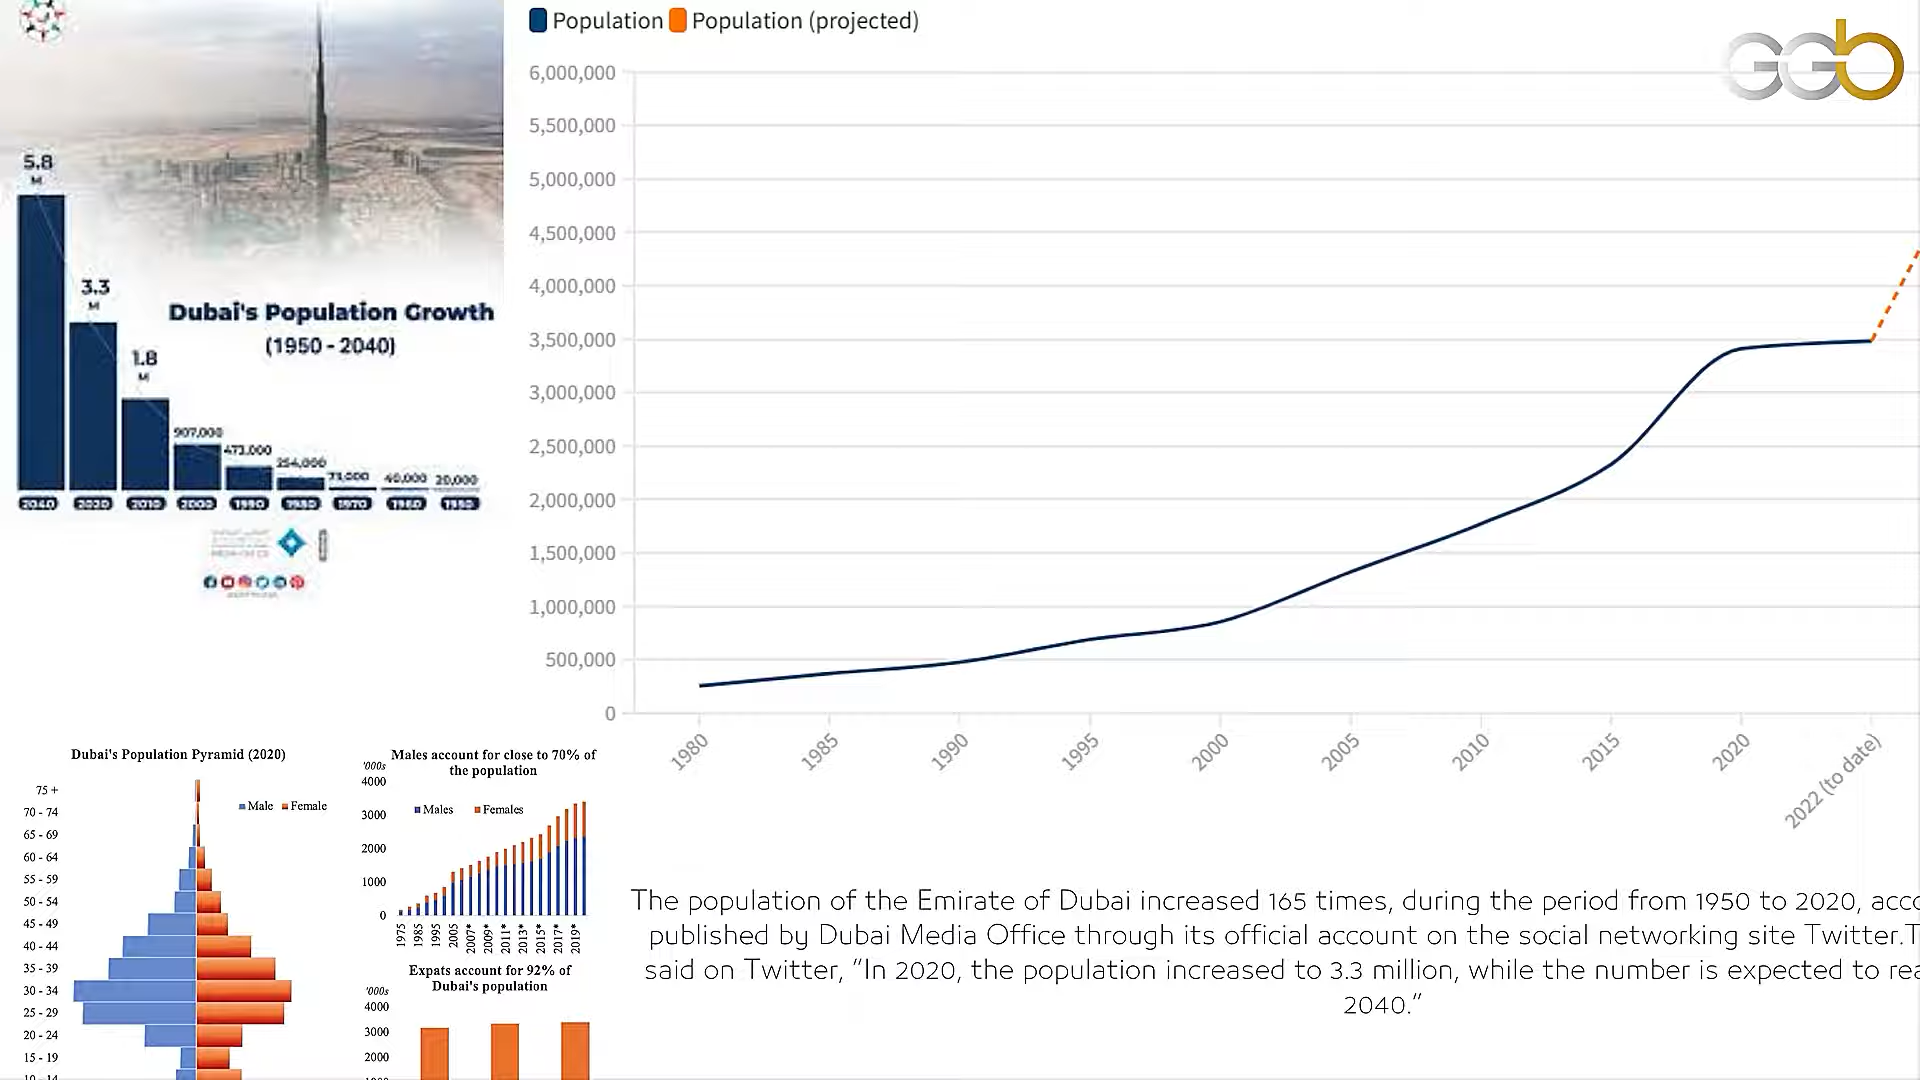 Population Population (projected)
GGb
6,000,000
5,500,000
5,000,000
4,500,000
4,000,000
3,500,000
3,000,000
2,500,000
2,000,000
1,500,000
1,000,000
500,000
0
1980 1985 1990 1995 2000 2005 2010 2015 2020 2022 (to date)
5.8
M
3.3
M
1.8
M
907,000
473,000
254,000
40,000 20,000
Dubai's Population Growth
(1950 - 2040)
2040 2020 2010 2000 1990 1980 1970 1960 1950
Dubai's Population Pyramid (2020)
Male Female
75 +
70 - 74
65 - 69
60 - 64
55 - 59
50 - 54
45 - 49
40 - 44
35 - 39
30 - 34
25 - 29
20 - 24
15 - 19
10 - 14
Males account for close to 70% of
the population
'000s
Males Females
4000
3000
2000
1000
0
1975 1985 1995 2005 2007* 2009* 2011* 2013* 2015* 2017* 2019*
Expats account for 92% of
Dubai's population
'000s
4000
3000
2000
1000
The population of the Emirate of Dubai increased 165 times, during the period from 1950 to 2020, acco
published by Dubai Media Office through its official account on the social networking site Twitter.T
said on Twitter, "In 2020, the population increased to 3.3 million, while the number is expected to rea
2040."